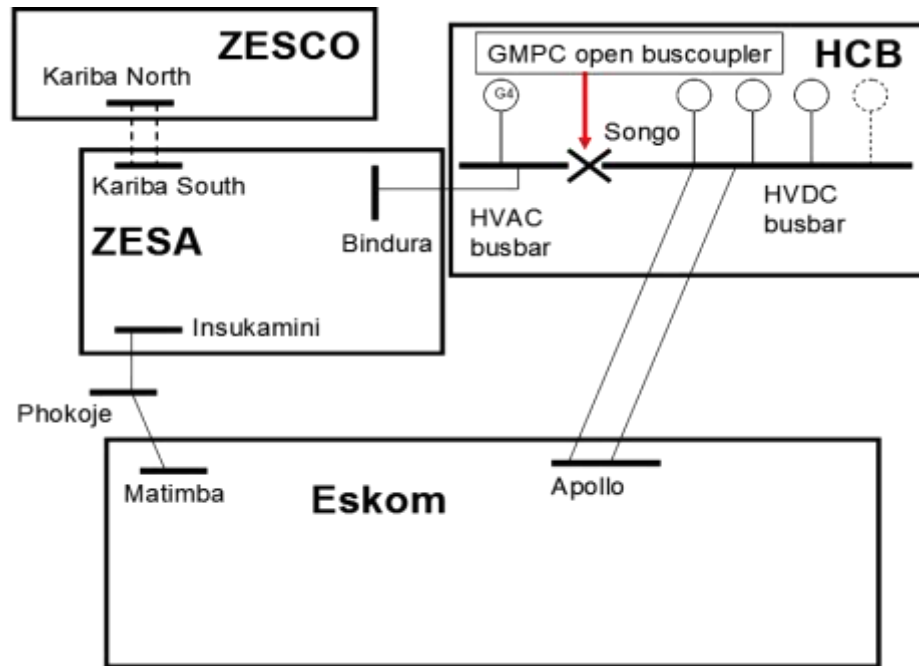 ZESCO
Kariba North
HCB
GMPC open buscoupler
G4
Songo
Kariba South
ZESA
Bindura
HVAC
busbar
HVDC
busbar
Insukamini
Phokoje
Matimba
Eskom
Apollo